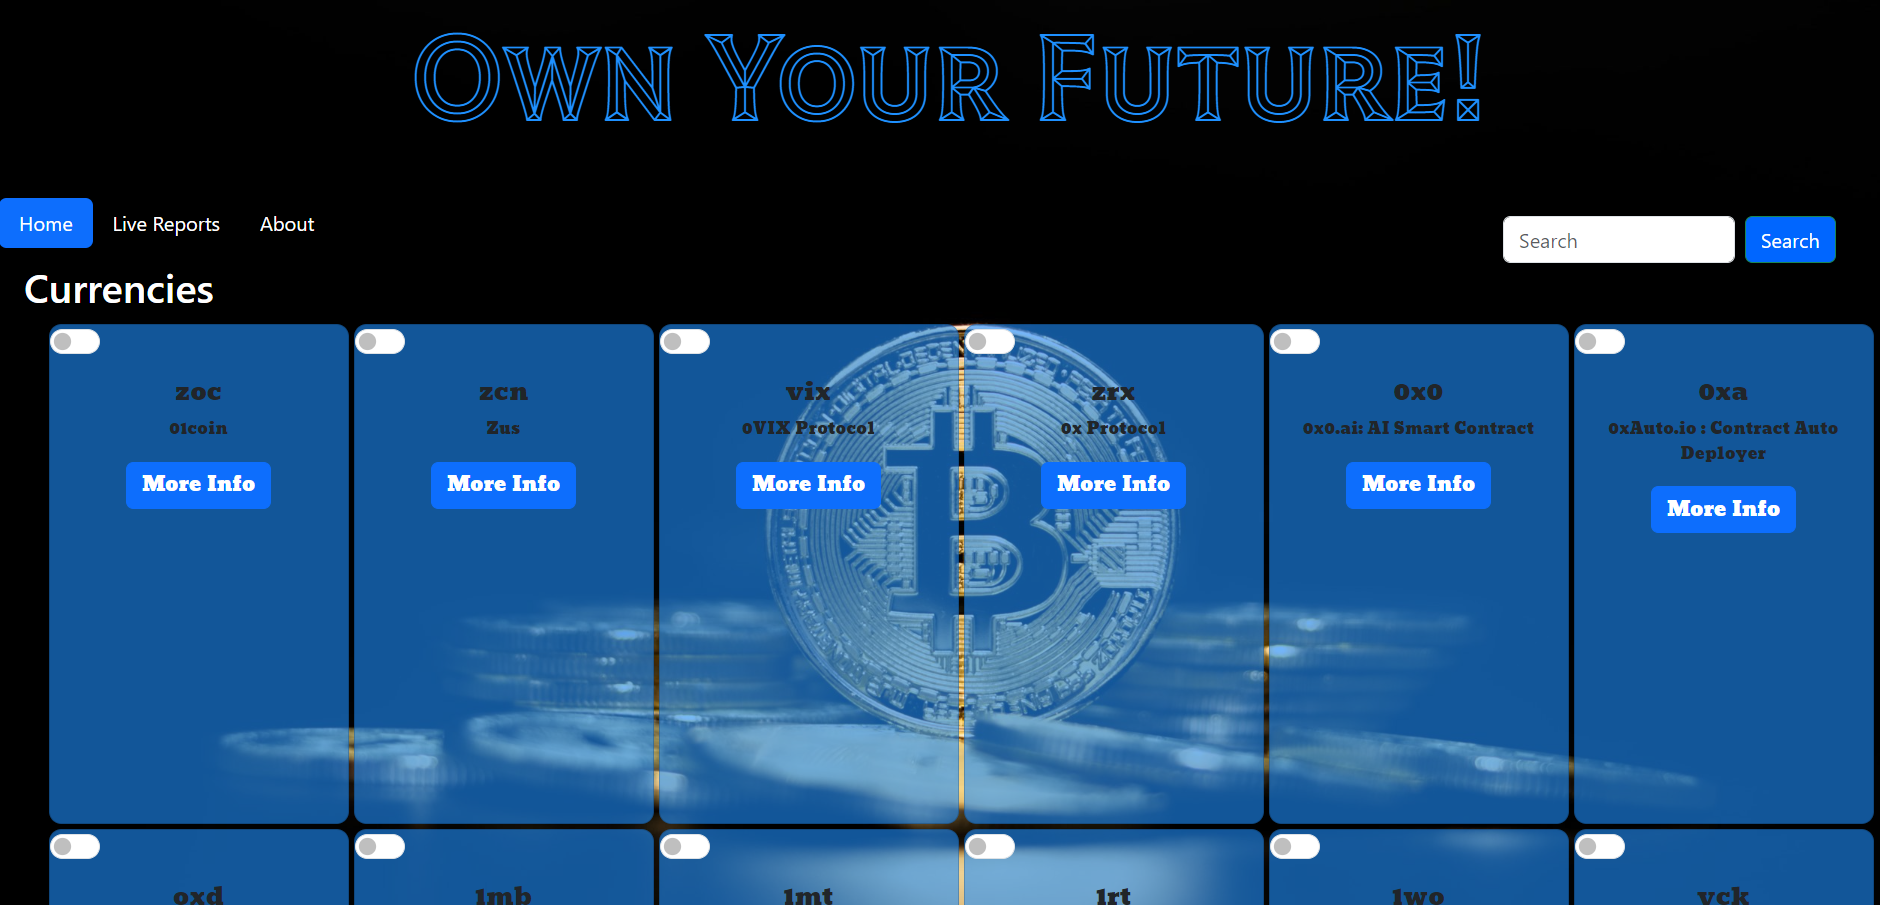 Own Your Future!
Home Live Reports About
Search Search
Currencies
zoc zcn vix zrx 0x0 0xa
01coin Zus 0VIX Protocol 0x Protocol 0x0.ai: AI Smart Contract 0xAuto.io : Contract Auto
Deployer
More Info More Info More Info More Info More Info
More Info
oxd 1mb 1mt 1rt 1wo vck